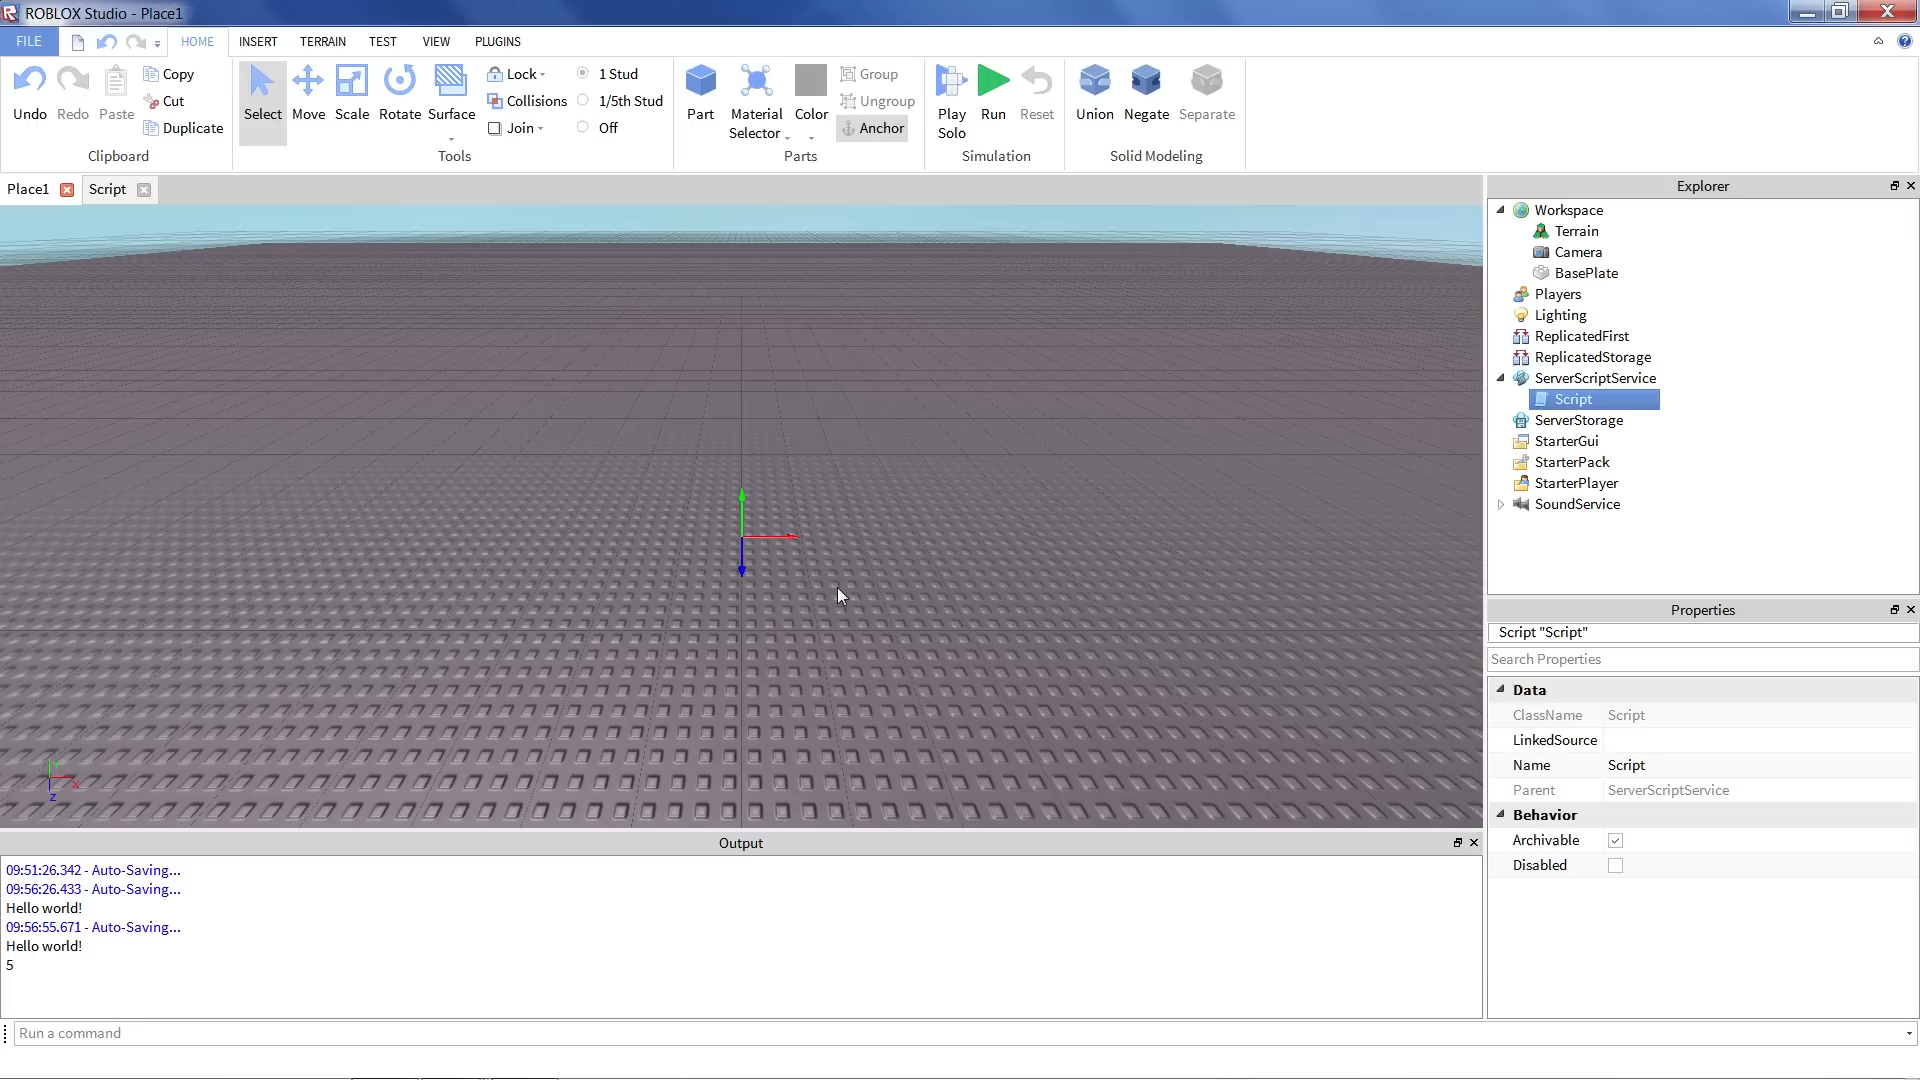 ROBLOX Studio - Place1
FILE HOME INSERT TERRAIN TEST VIEW PLUGINS
Undo Redo Paste Copy Cut Duplicate
Clipboard
Select Move Scale Rotate Surface Lock Collisions Join 1 Stud 1/5th Stud Off
Tools
Part Material Selector Color Group Ungroup Anchor
Parts
Play Solo Run Reset
Simulation
Union Negate Separate
Solid Modeling
Place1 Script
Y
X
Z
Output
09:51:26.342 - Auto-Saving...
09:56:26.433 - Auto-Saving...
Hello world!
09:56:55.671 - Auto-Saving...
Hello world!
5
Run a command
Explorer
Workspace
Terrain
Camera
BasePlate
Players
Lighting
ReplicatedFirst
ReplicatedStorage
ServerScriptService
Script
ServerStorage
StarterGui
StarterPack
StarterPlayer
SoundService
Properties
Script "Script"
Search Properties
Data
ClassName Script
LinkedSource
Name Script
Parent ServerScriptService
Behavior
Archivable
Disabled